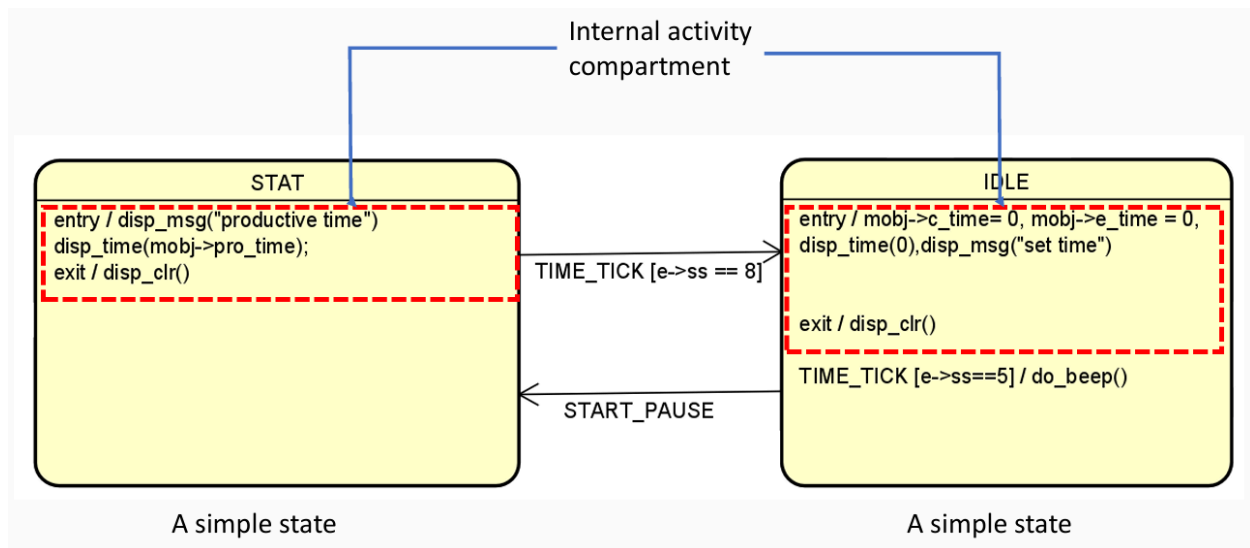 Internal activity
compartment
STAT
entry / disp_msg("productive time")
disp_time(mobj->pro_time);
exit / disp_clr()
TIME_TICK [e->ss == 8]
START_PAUSE
IDLE
entry / mobj->c_time= 0, mobj->e_time = 0,
disp_time(0),disp_msg("set time")
exit / disp_clr()
TIME_TICK [e->ss==5] / do_beep()
A simple state
A simple state